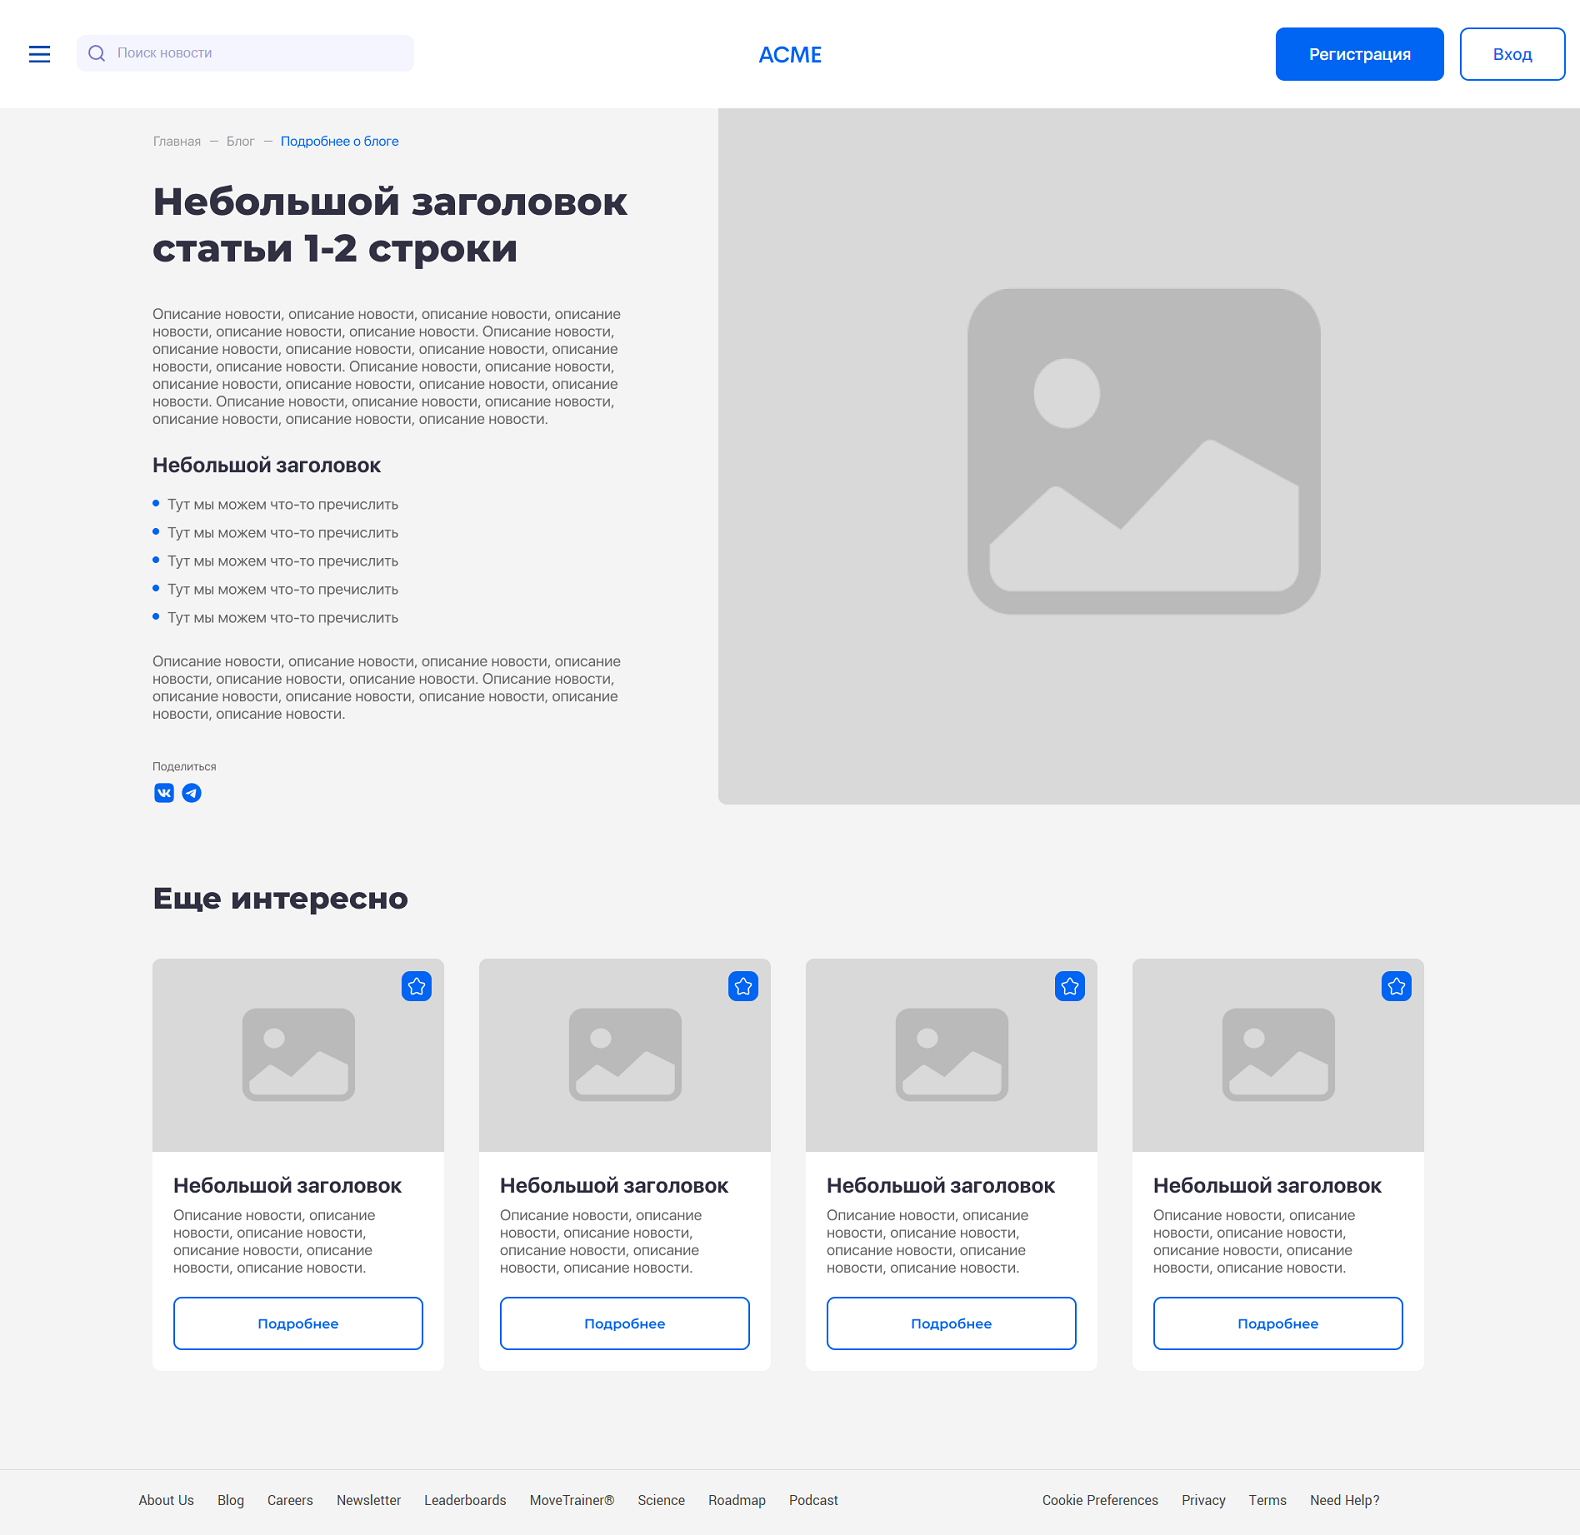 Поиск новости
ACME
Регистрация
Вход
Главная — Блог — Подробнее о блоге
Небольшой заголовок
статьи 1-2 строки
Описание новости, описание новости, описание новости, описание
новости, описание новости, описание новости. Описание новости,
описание новости, описание новости, описание новости, описание
новости, описание новости. Описание новости, описание новости,
описание новости, описание новости, описание новости, описание
новости. Описание новости, описание новости, описание новости,
описание новости, описание новости, описание новости.
Небольшой заголовок
Тут мы можем что-то пречислить
Тут мы можем что-то пречислить
Тут мы можем что-то пречислить
Тут мы можем что-то пречислить
Тут мы можем что-то пречислить
Описание новости, описание новости, описание новости, описание
новости, описание новости, описание новости. Описание новости,
описание новости, описание новости, описание новости, описание
новости, описание новости.
Поделиться
Еще интересно
Небольшой заголовок
Описание новости, описание
новости, описание новости,
описание новости, описание
новости, описание новости.
Подробнее
Небольшой заголовок
Описание новости, описание
новости, описание новости,
описание новости, описание
новости, описание новости.
Подробнее
Небольшой заголовок
Описание новости, описание
новости, описание новости,
описание новости, описание
новости, описание новости.
Подробнее
Небольшой заголовок
Описание новости, описание
новости, описание новости,
описание новости, описание
новости, описание новости.
Подробнее
About Us Blog Careers Newsletter Leaderboards MoveTrainer® Science Roadmap Podcast
Cookie Preferences Privacy Terms Need Help?